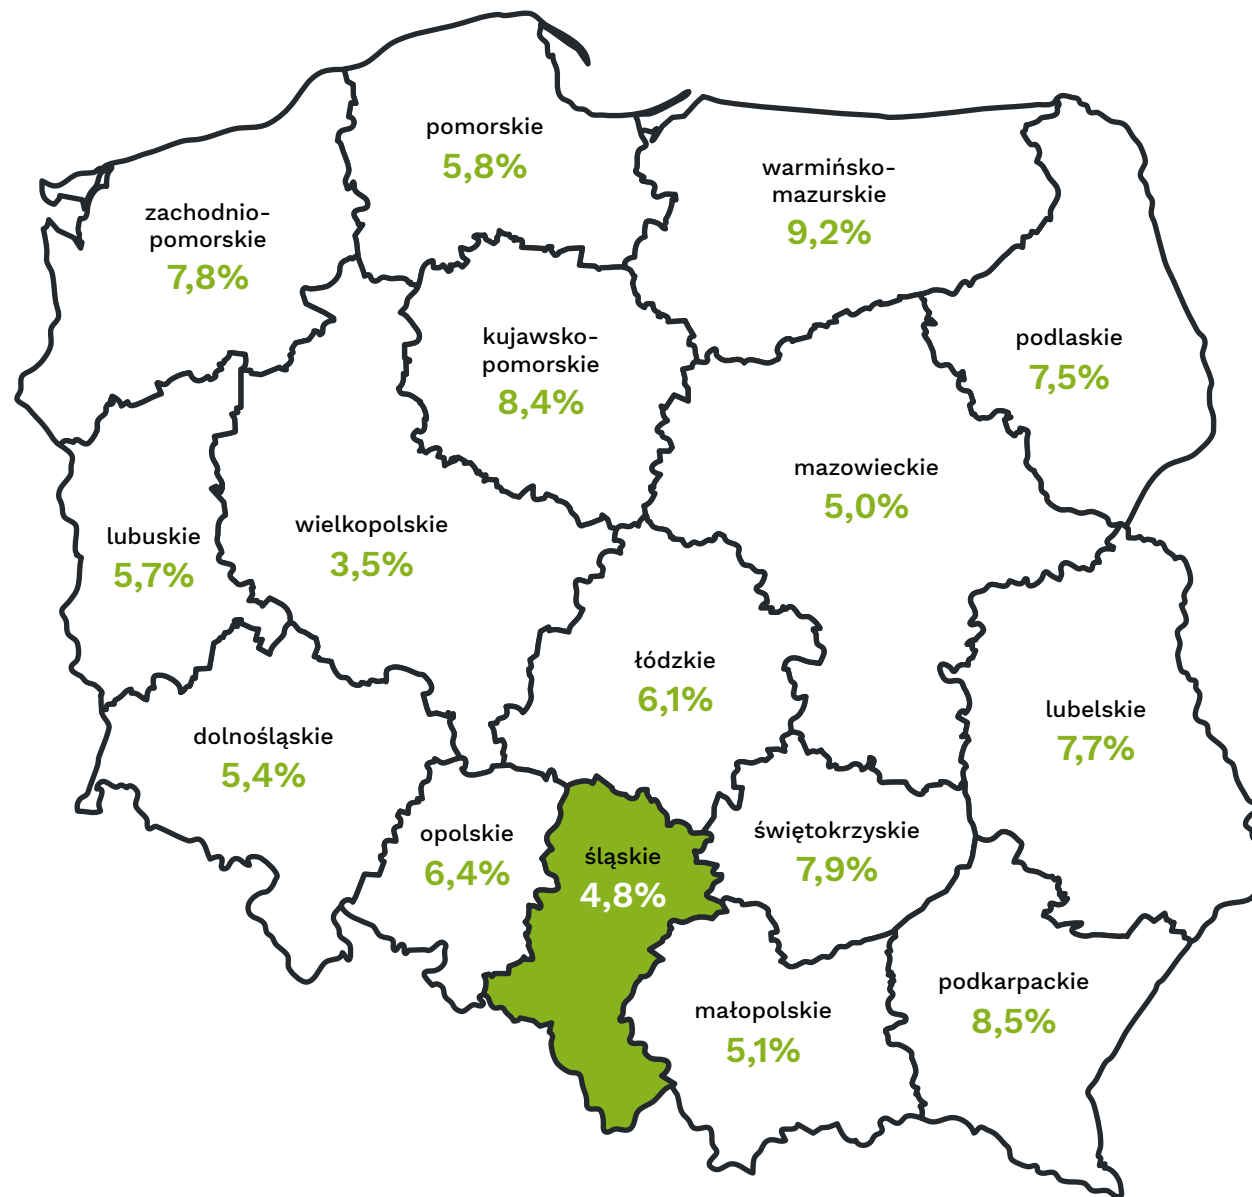 pomorskie
5,8%
warmińsko-
mazurskie
9,2%
zachodnio-
pomorskie
7,8%
kujawsko-
pomorskie
8,4%
podlaskie
7,5%
mazowieckie
5,0%
wielkopolskie
3,5%
lubuskie
5,7%
łódzkie
6,1%
lubelskie
7,7%
dolnośląskie
5,4%
opolskie
6,4%
śląskie
4,8%
świętokrzyskie
7,9%
podkarpackie
8,5%
małopolskie
5,1%